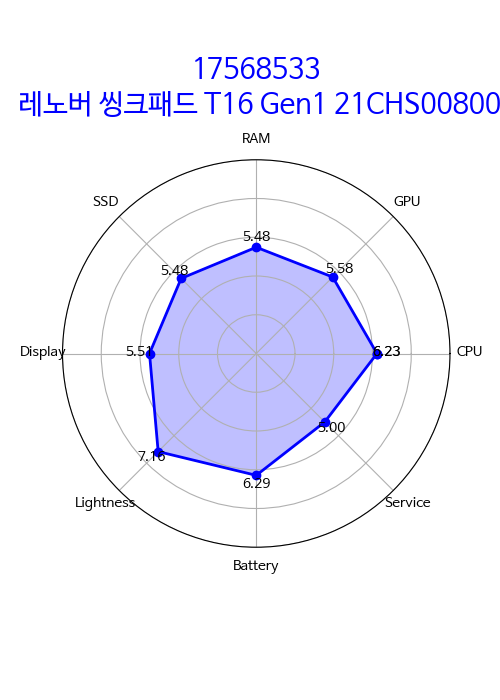 17568533
레노버 씽크패드 T16 Gen1 21CHS00800
RAM
SSD
GPU
5.48
5.48
5.58
Display
5.51
6.23
CPU
7.16
5.00
6.29
Lightness
Service
Battery